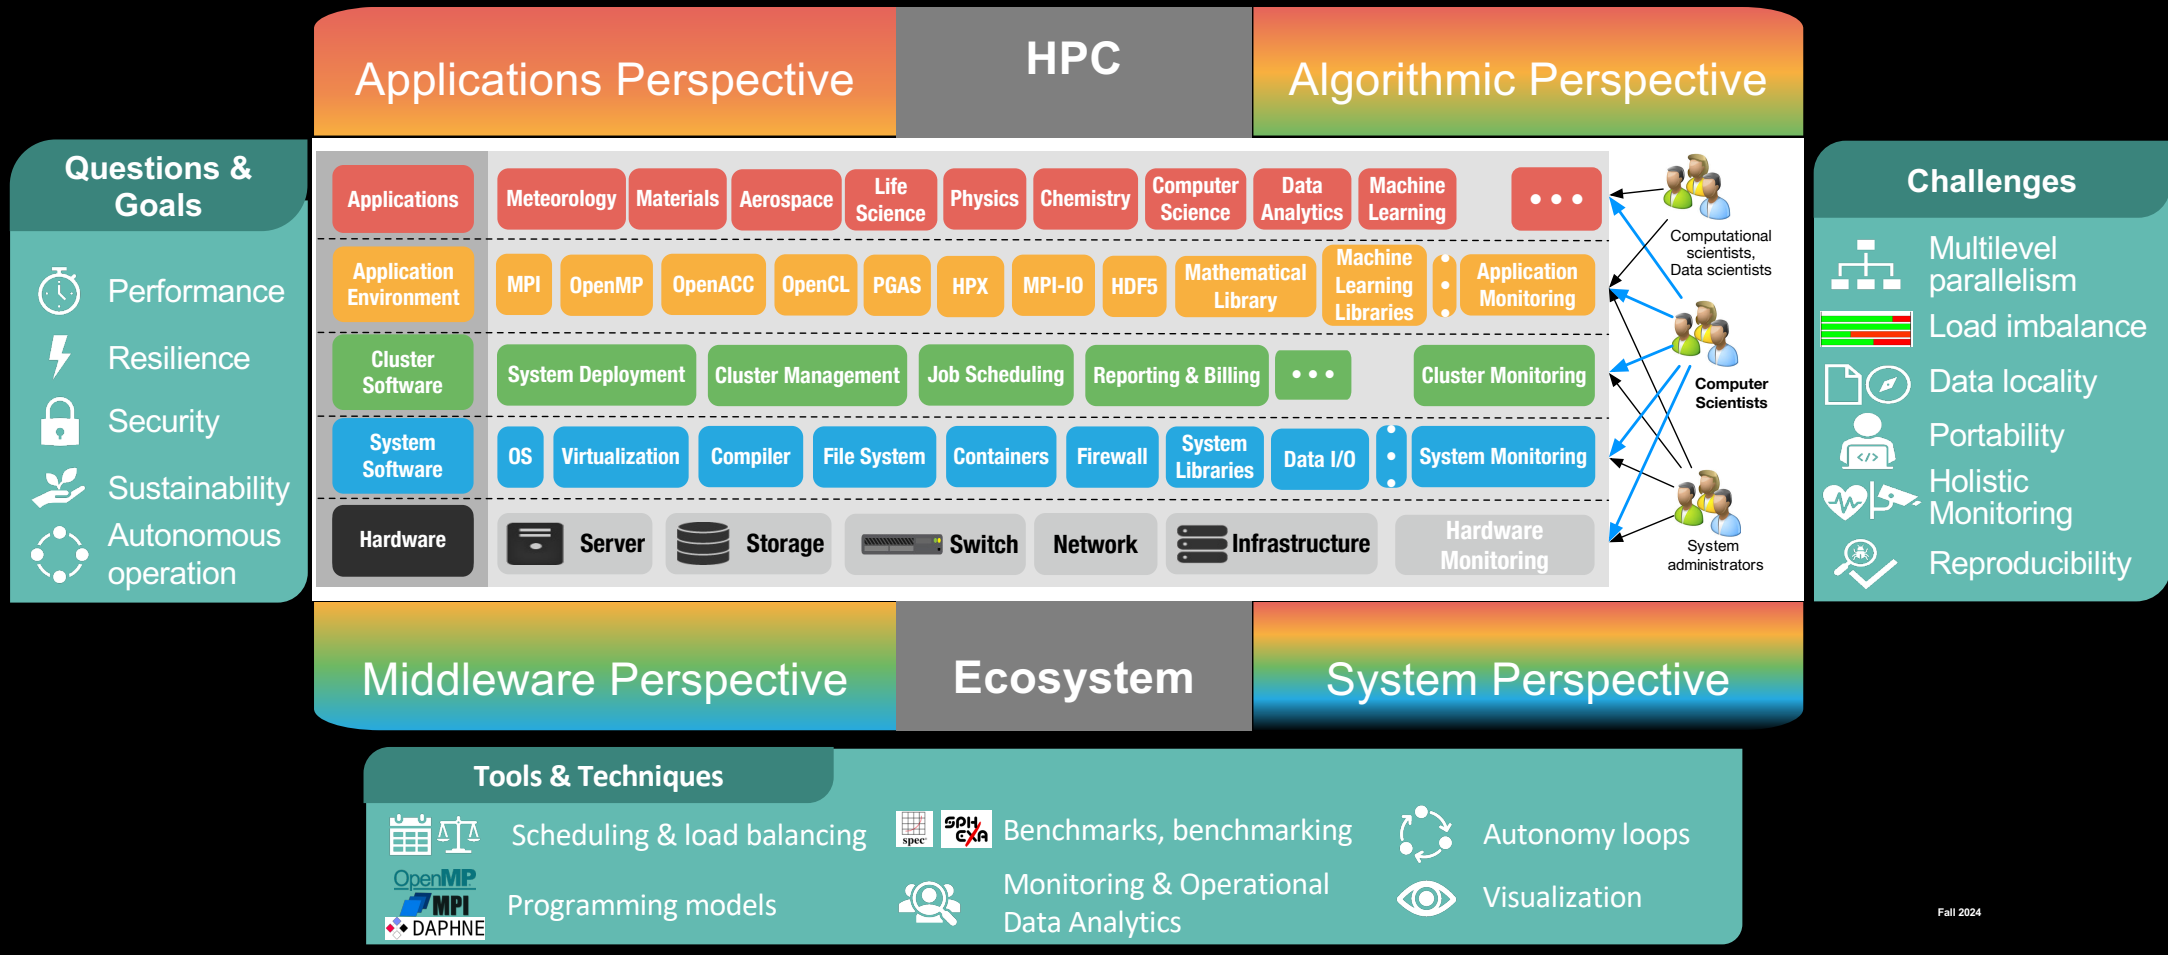 Applications Perspective
HPC
Algorithmic Perspective
Questions &
Goals
Performance
Resilience
Security
Sustainability
Autonomous
operation
Applications
Meteorology
Materials
Aerospace
Life
Science
Physics
Chemistry
Computer
Science
Data
Analytics
Machine
Learning
•••
Application
Environment
MPI
OpenMP
OpenACC
OpenCL
PGAS
HPX
MPI-IO
HDF5
Mathematical
Library
Machine
Learning
Libraries
Application
Monitoring
Cluster
Software
System Deployment
Cluster Management
Job Scheduling
Reporting & Billing
•••
Cluster Monitoring
System
Software
OS
Virtualization
Compiler
File System
Containers
Firewall
System
Libraries
Data I/O
System Monitoring
Hardware
Server
Storage
Switch
Network
Infrastructure
Hardware
Monitoring
Computational
scientists,
Data scientists
Computer
Scientists
System
administrators
Challenges
Multilevel
parallelism
Load imbalance
Data locality
Portability
</>
Holistic
Monitoring
Reproducibility
Middleware Perspective
Ecosystem
System Perspective
Tools & Techniques
Scheduling & load balancing
OpenMP
MPI
DAPHNE
Programming models
spec
SPH
EXA
Benchmarks, benchmarking
Monitoring & Operational
Data Analytics
Autonomy loops
Visualization
Fall 2024